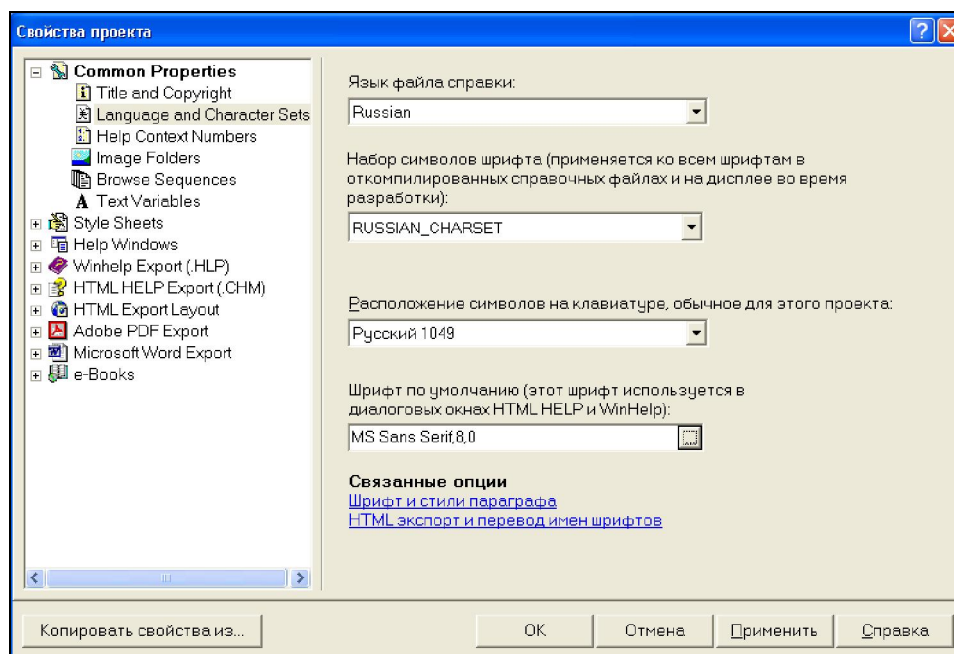 Свойства проекта
Common Properties
Title and Copyright
Language and Character Sets
Help Context Numbers
Image Folders
Browse Sequences
Text Variables
Style Sheets
Help Windows
Winhelp Export (.HLP)
HTML HELP Export (.CHM)
HTML Export Layout
Adobe PDF Export
Microsoft Word Export
e-Books
Язык файла справки:
Russian
Набор символов шрифта (применяется ко всем шрифтам в
откомпилированных справочных файлах и на дисплее во время
разработки):
RUSSIAN_CHARSET
Расположение символов на клавиатуре, обычное для этого проекта:
Русский 1049
Шрифт по умолчанию (этот шрифт используется в
диалоговых окнах HTML HELP и WinHelp):
MS Sans Serif,8,0
...
Связанные опции
Шрифт и стили параграфа
HTML экспорт и перевод имен шрифтов
Копировать свойства из...
OK
Отмена
Применить
Справка